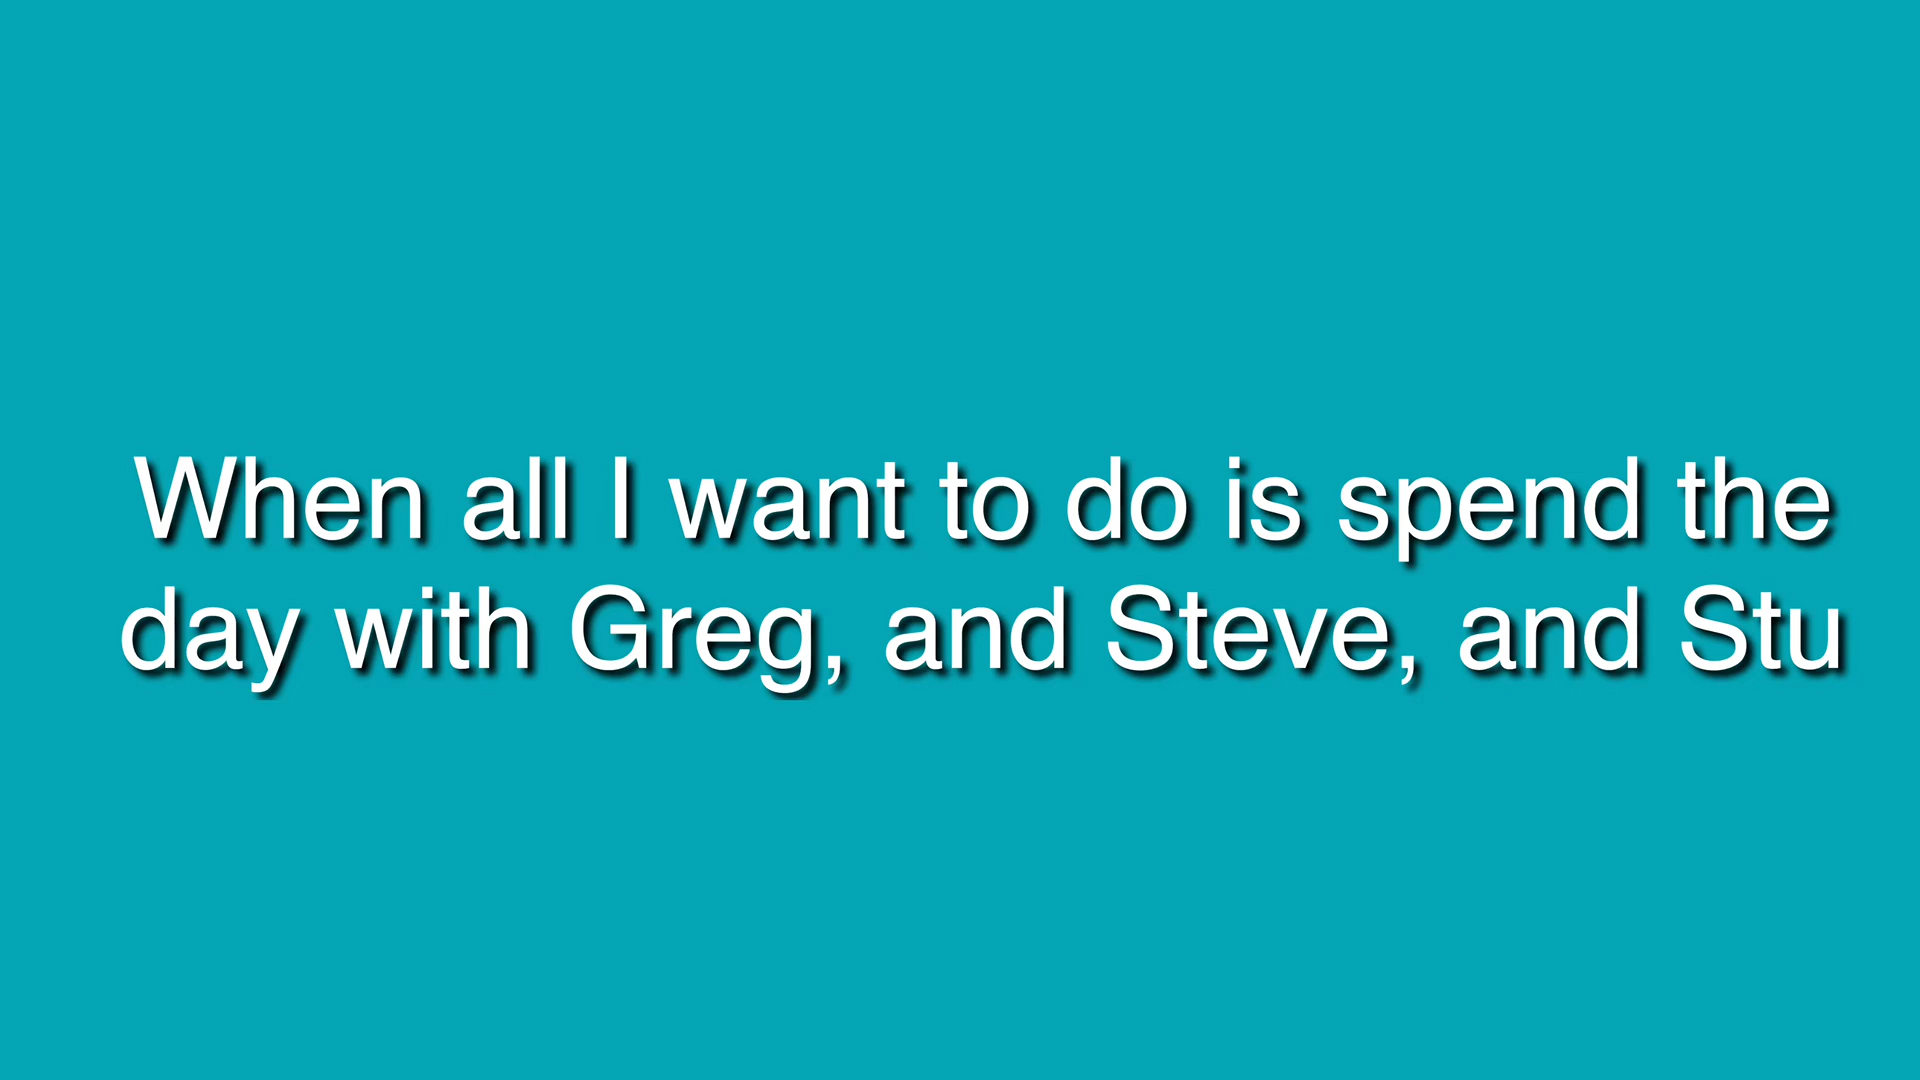 When all I want to do is spend the
day with Greg, and Steve, and Stu